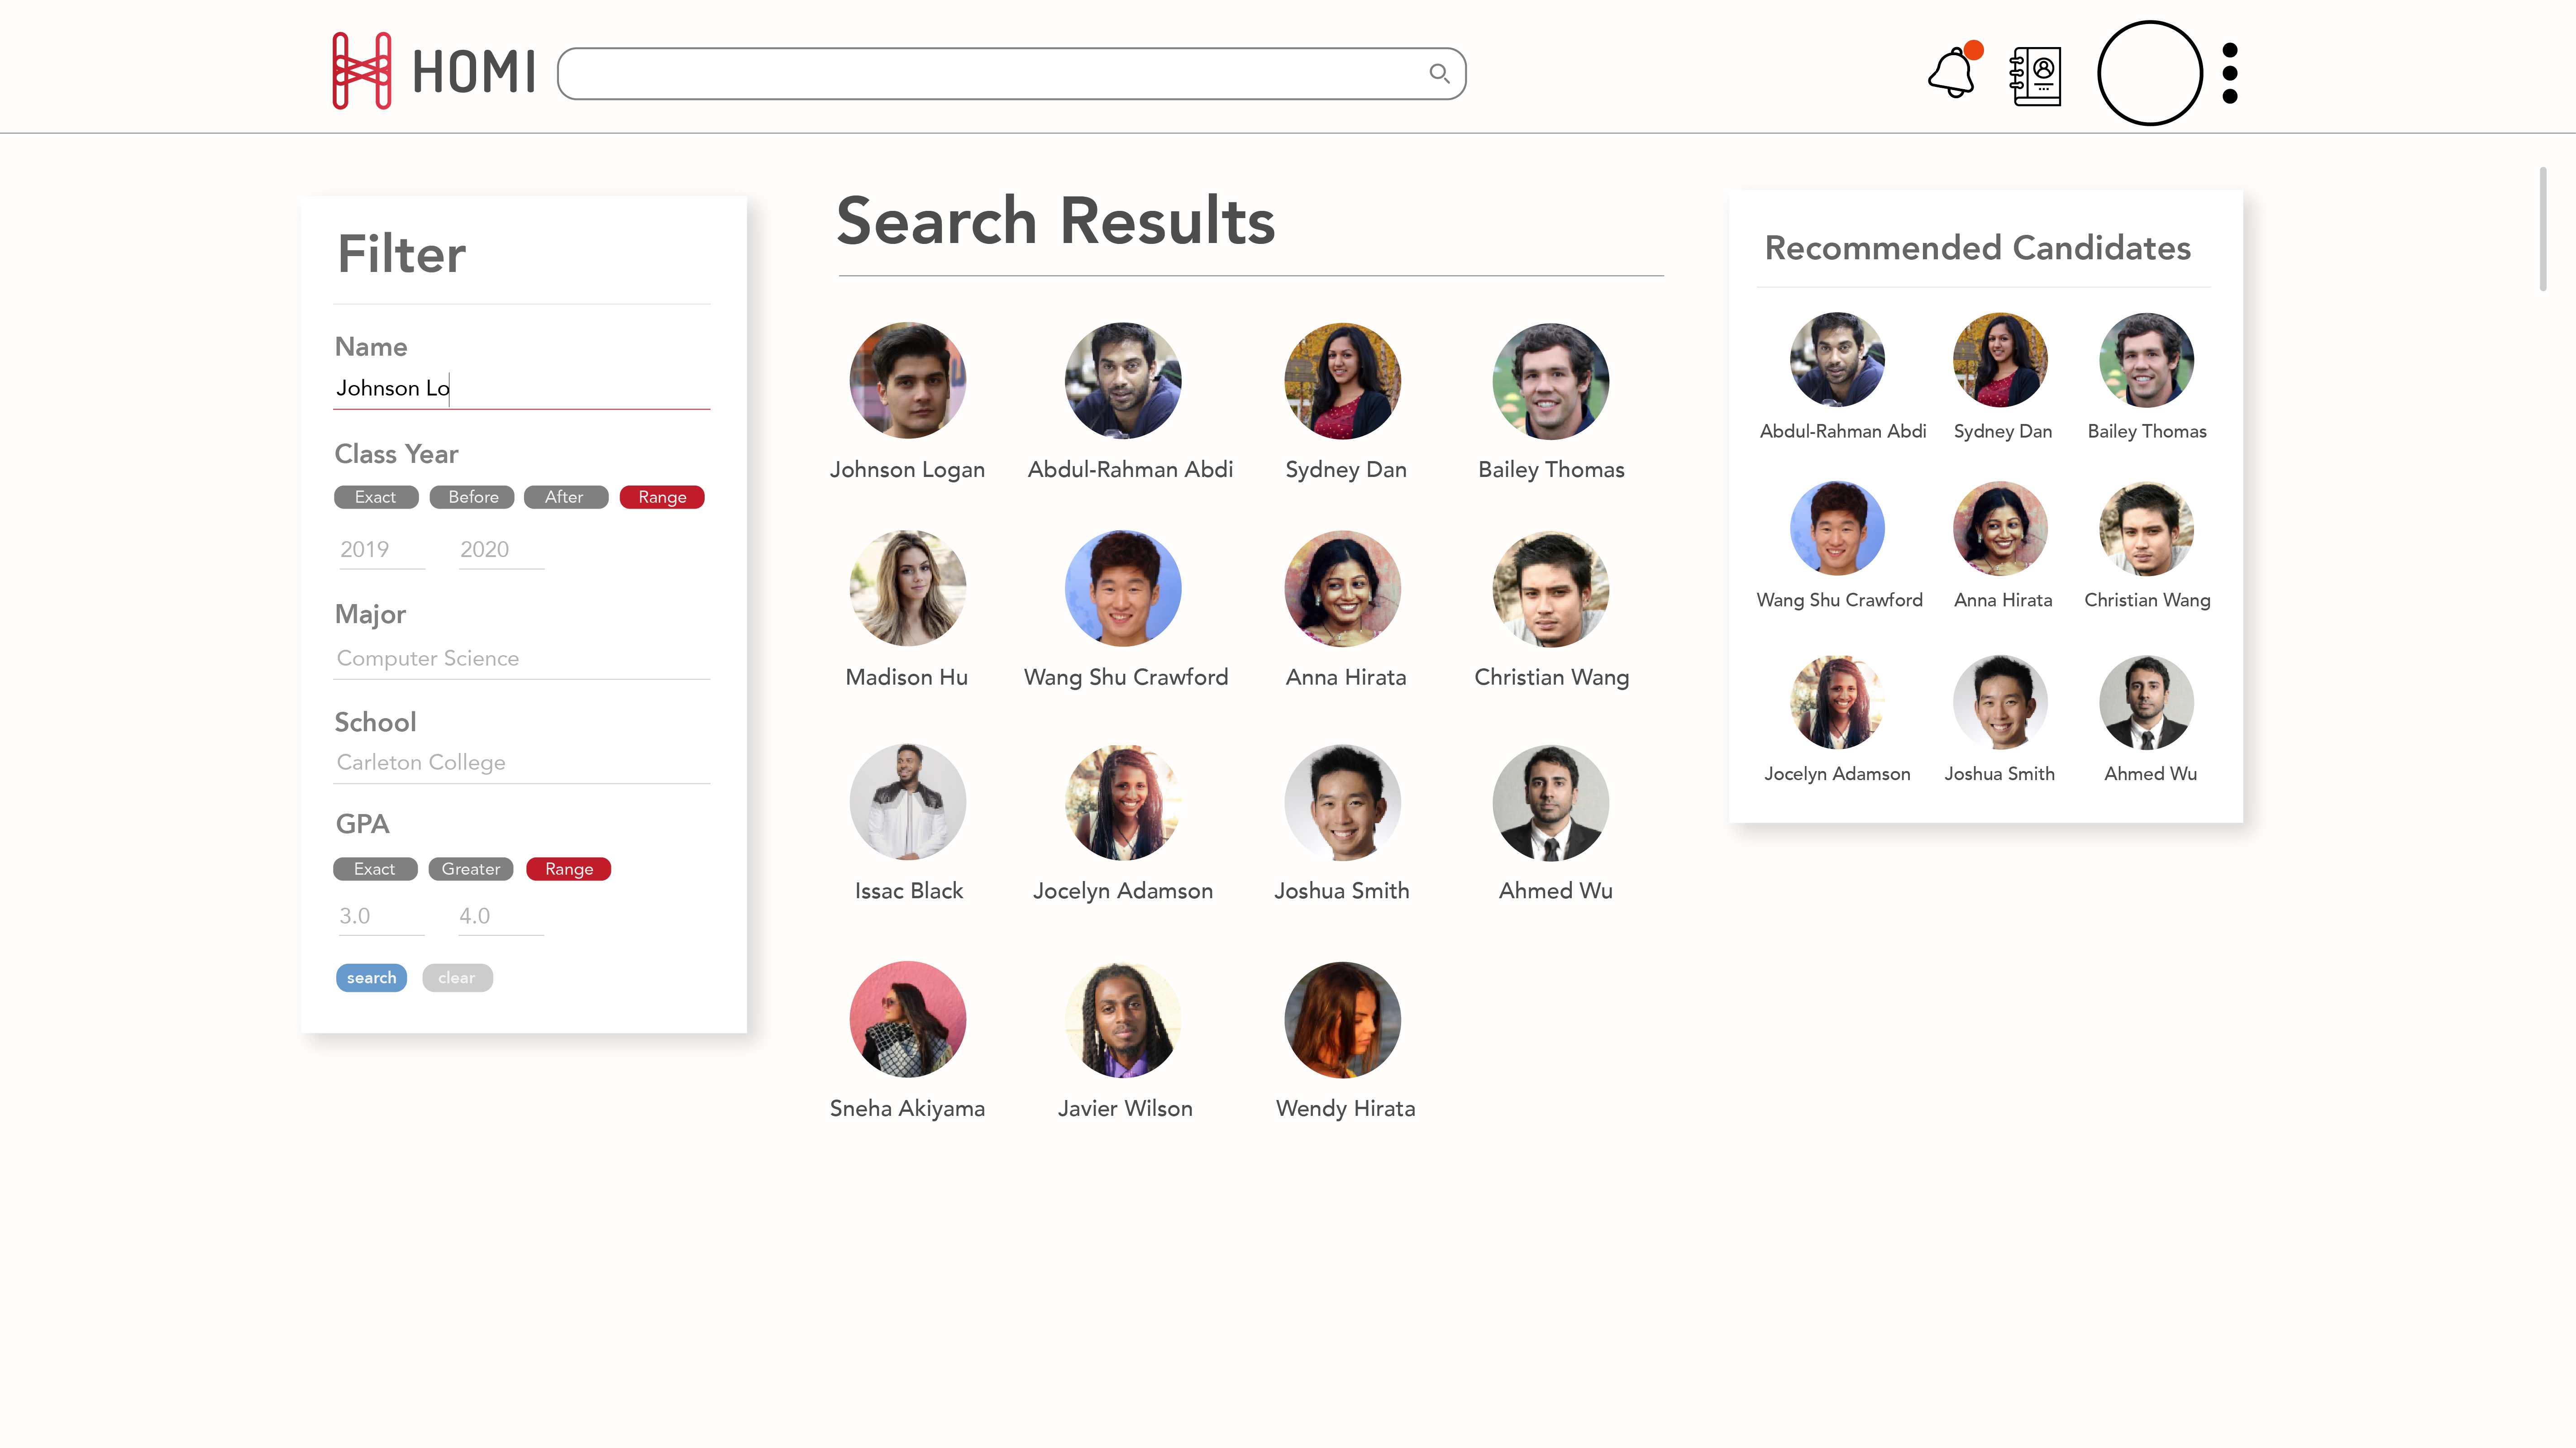 HOMI
Filter
Name
Johnson Lo
Class Year
Exact Before After Range
2019 2020
Major
Computer Science
School
Carleton College
GPA
Exact Greater Range
3.0 4.0
search clear
Search Results
Johnson Logan Abdul-Rahman Abdi Sydney Dan Bailey Thomas
Madison Hu Wang Shu Crawford Anna Hirata Christian Wang
Issac Black Jocelyn Adamson Joshua Smith Ahmed Wu
Sneha Akiyama Javier Wilson Wendy Hirata
Recommended Candidates
Abdul-Rahman Abdi Sydney Dan Bailey Thomas
Wang Shu Crawford Anna Hirata Christian Wang
Jocelyn Adamson Joshua Smith Ahmed Wu